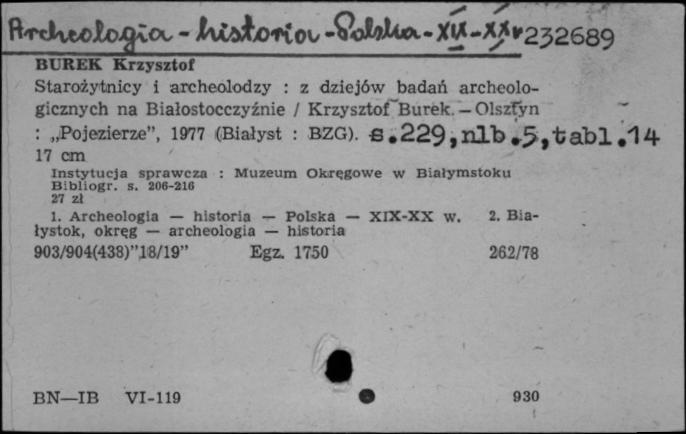 Archeologia - historia - Polska - XIX - XX w 232689
BUREK Krzysztof
Starożytnicy i archeolodzy : z dziejów badań archeolo-
gicznych na Białostocczyźnie / Krzysztof Burek. — Olsztyn
: „Pojezierze”, 1977 (Białyst : BZG). s.229,nlb.5,tabl.14
17 cm
Instytucja sprawcza : Muzeum Okręgowe w Białymstoku
Bibliogr. s. 206-216
27 zł
1. Archeologia — historia — Polska — XIX-XX w. 2. Bia-
łystok, okręg — archeologia — historia
903/904(438)”18/19” Egz. 1750 262/78
BN—IB VI-119 930